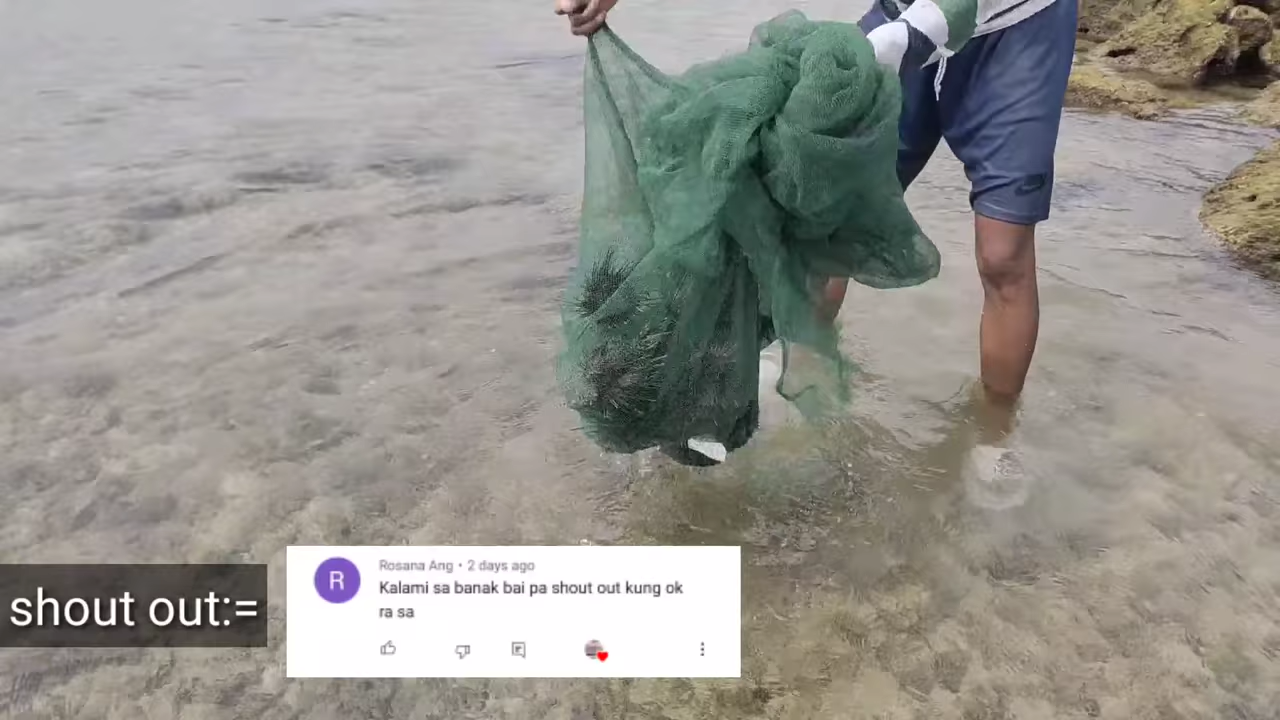 shout out:=
R
Rosana Ang • 2 days ago
Kalami sa banak bai pa shout out kung ok
ra sa